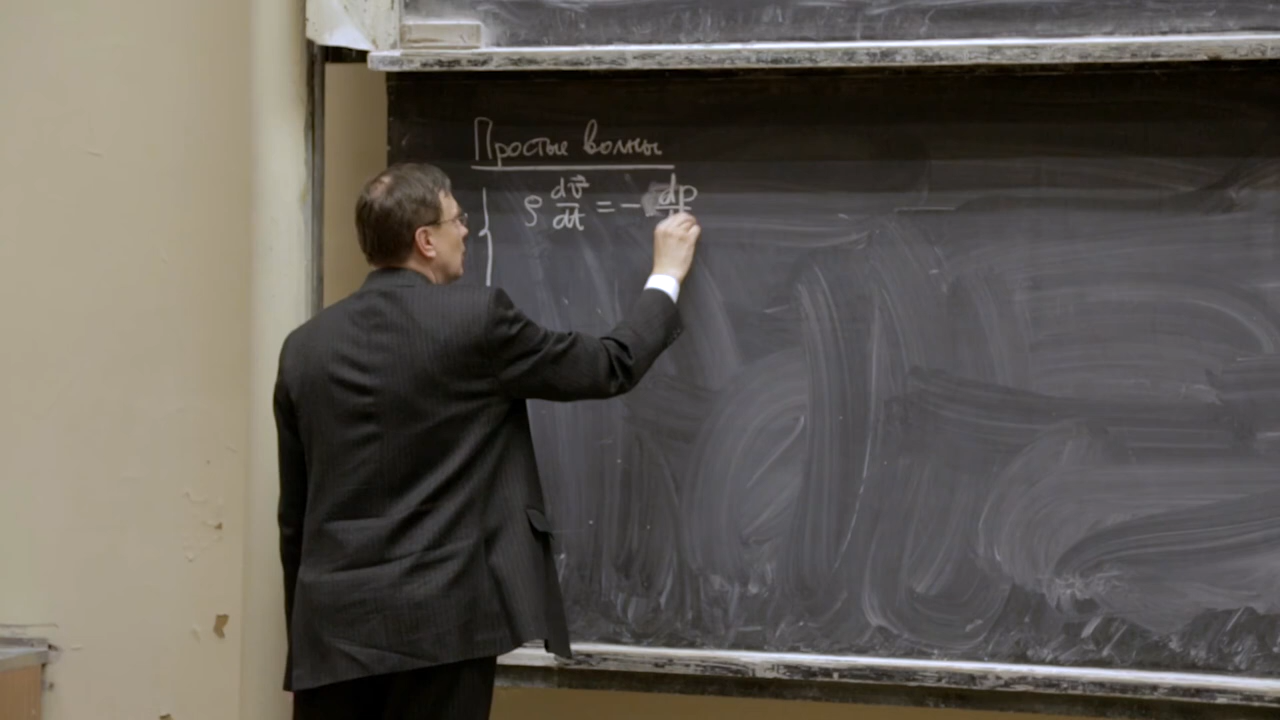 Простые волны
{ ρ dv⃗/dt = - dp